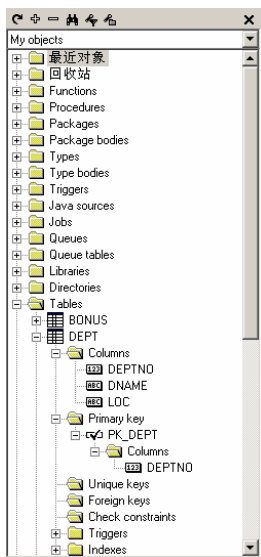 My objects
最近对象
回收站
Functions
Procedures
Packages
Package bodies
Types
Type bodies
Triggers
Java sources
Jobs
Queues
Queue tables
Libraries
Directories
Tables
BONUS
DEPT
Columns
123 DEPTNO
ABC DNAME
ABC LOC
Primary key
PK_DEPT
Columns
123 DEPTNO
Unique keys
Foreign keys
Check constraints
Triggers
Indexes